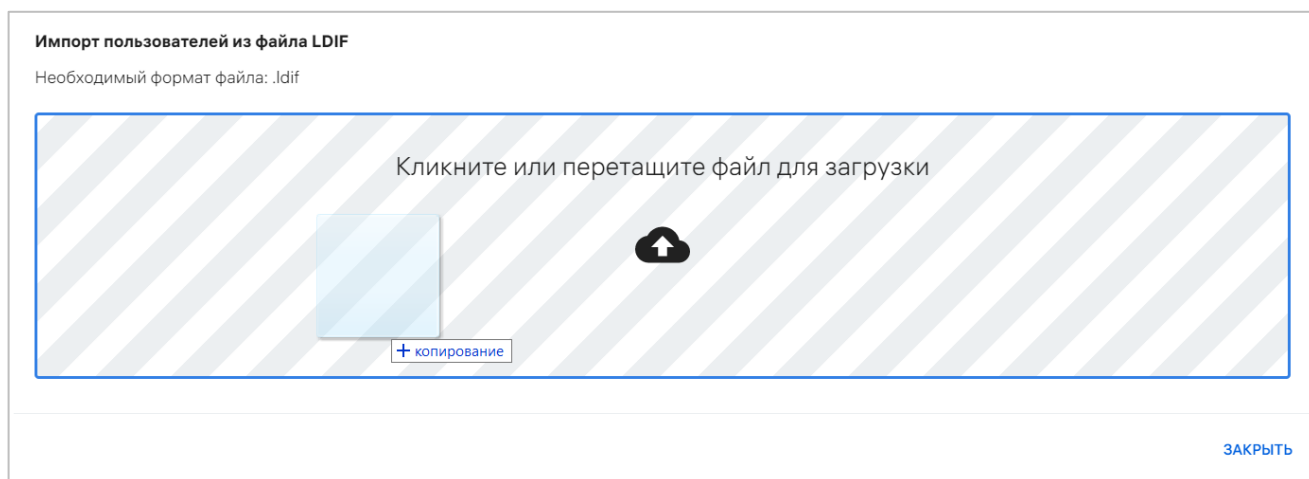 Импорт пользователей из файла LDIF
Необходимый формат файла: .ldif
Кликните или перетащите файл для загрузки
+ копирование
ЗАКРЫТЬ